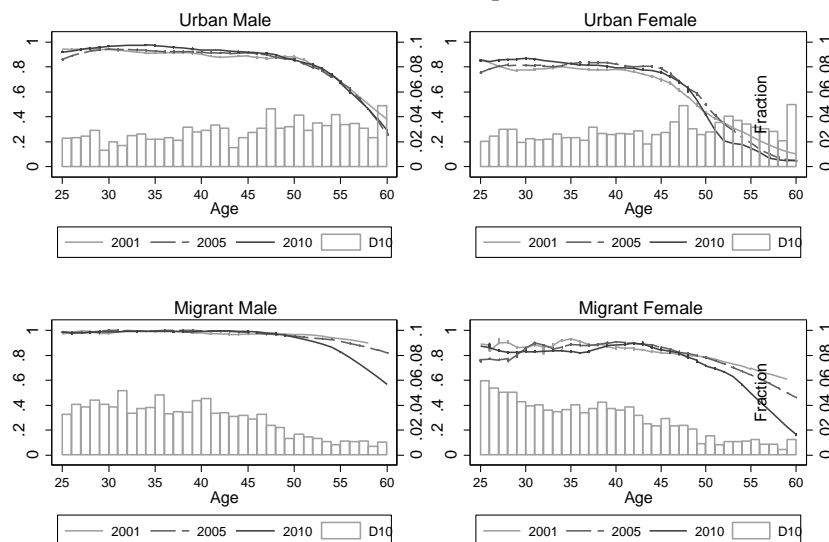 Urban Male
0 .2 .4 .6 .8 1
0 .02 .04 .06 .08 .1
25 30 35 40 45 50 55 60
Age
2001 2005 2010 D10
Urban Female
0 .2 .4 .6 .8 1
0 .02 .04 .06 .08 .1
Fraction
25 30 35 40 45 50 55 60
Age
2001 2005 2010 D10
Migrant Male
0 .2 .4 .6 .8 1
0 .02 .04 .06 .08 .1
25 30 35 40 45 50 55 60
Age
2001 2005 2010 D10
Migrant Female
0 .2 .4 .6 .8 1
0 .02 .04 .06 .08 .1
Fraction
25 30 35 40 45 50 55 60
Age
2001 2005 2010 D10